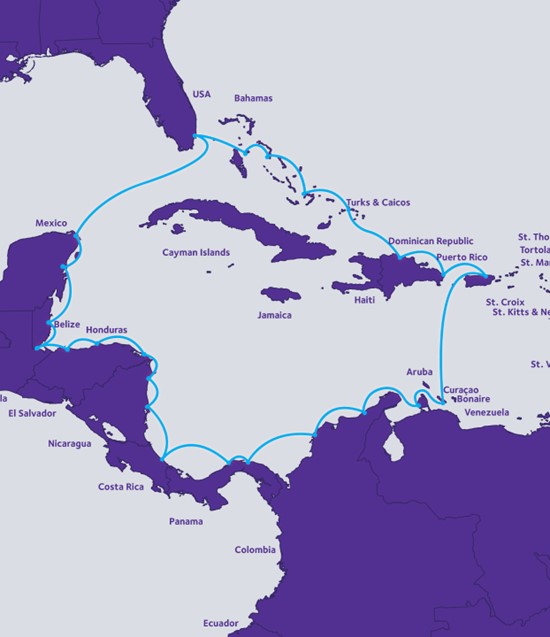 USA
Bahamas
Turks & Caicos
Mexico
Dominican Republic
St. Tho
Tortola
Cayman Islands
Puerto Rico
St. Ma
Haiti
St. Croix
Jamaica
St. Kitts & Ne
Belize
Honduras
St. V
Aruba
Curaçao
Bonaire
la
El Salvador
Venezuela
Nicaragua
Costa Rica
Panama
Colombia
Ecuador